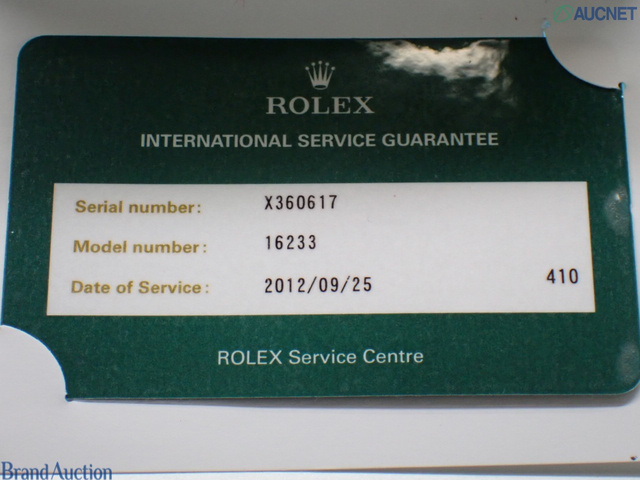 AUCNET
ROLEX
INTERNATIONAL SERVICE GUARANTEE
Serial number: X360617
Model number: 16233
Date of Service: 2012/09/25 410
ROLEX Service Centre
BrandAuction